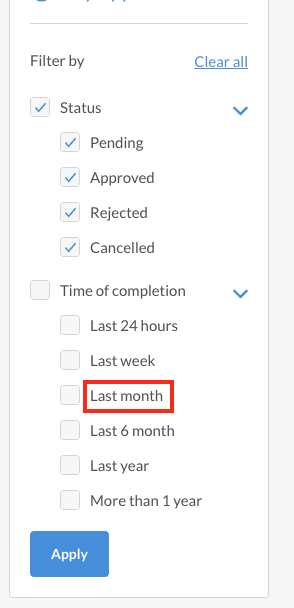 Filter by
Clear all
Status
Pending
Approved
Rejected
Cancelled
Time of completion
Last 24 hours
Last week
Last month
Last 6 month
Last year
More than 1 year
Apply